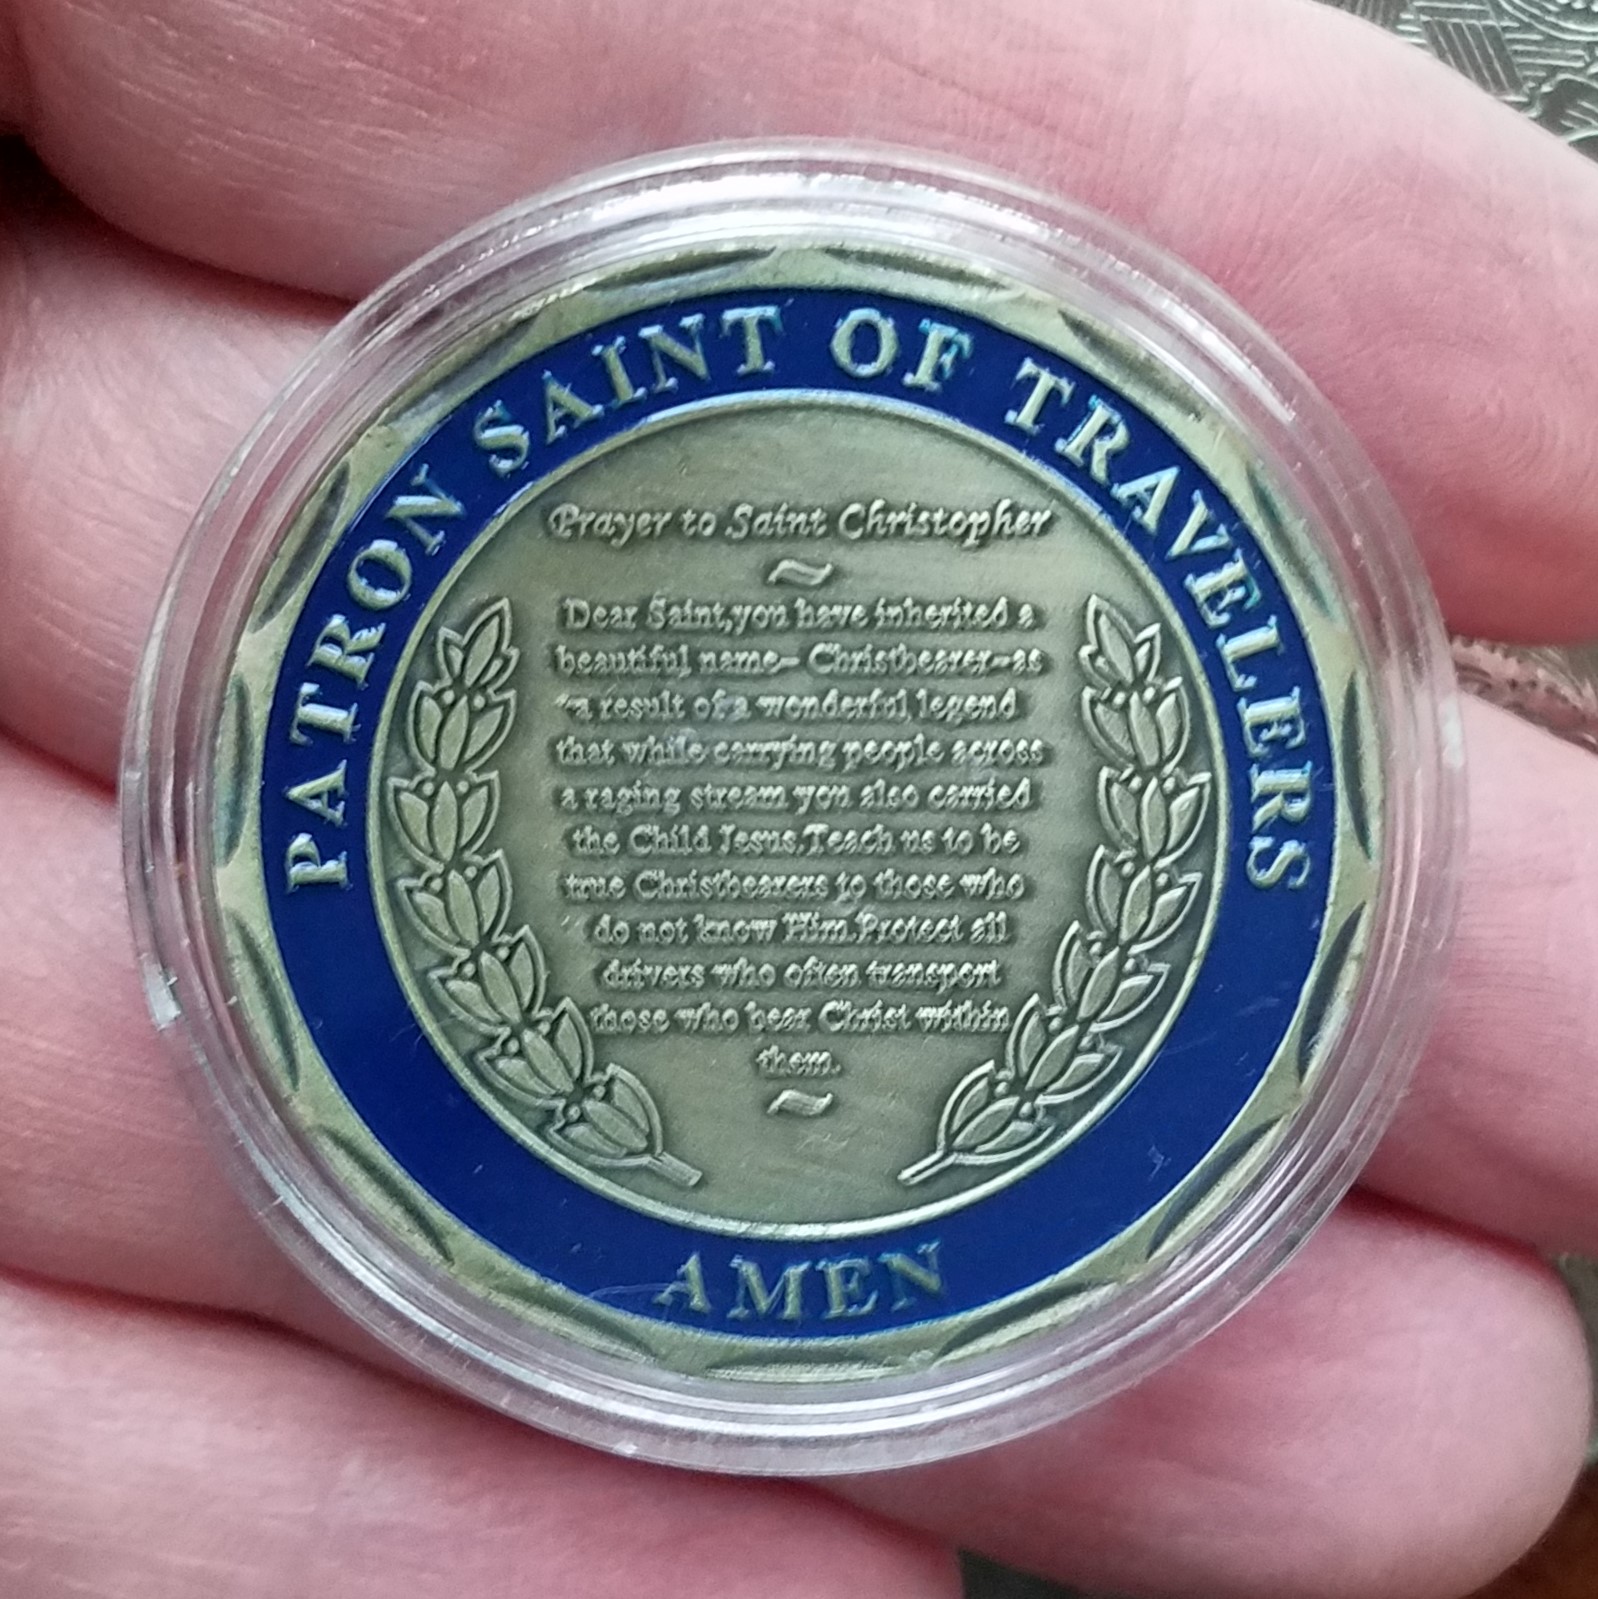 PATRON SAINT OF TRAVELERS
Prayer to Saint Christopher
~
Dear Saint,you have inherited a
beautiful name- Christbearer-as
a result of a wonderful legend
that while carrying people across
a raging stream you also carried
the Child Jesus.Teach us to be
true Christbearers to those who
do not know Him.Protect all
drivers who often transport
those who bear Christ within
them.
~
AMEN